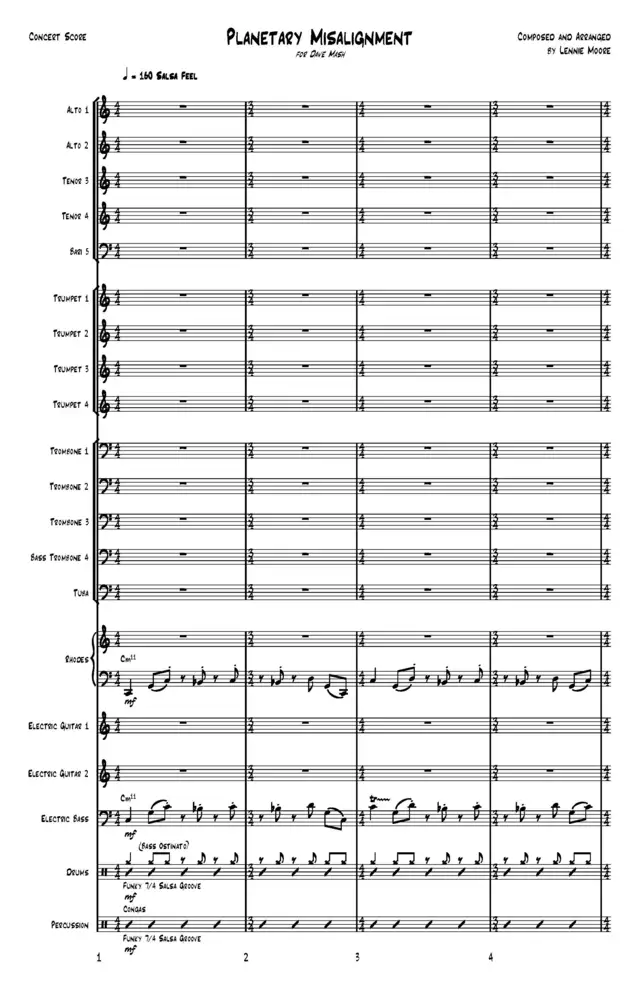 Concert Score
Planetary Misalignment
for Dave Mash
Composed and Arranged
by Lennie Moore
♩ = 160 Salsa Feel
Alto 1
Alto 2
Tenor 3
Tenor 4
Bari 5
Trumpet 1
Trumpet 2
Trumpet 3
Trumpet 4
Trombone 1
Trombone 2
Trombone 3
Bass Trombone 4
Tuba
Rhodes
Cm11
mf
Electric Guitar 1
Electric Guitar 2
Cm11
tr
Electric Bass
mf
(Bass Ostinato)
Drums
Funky 7/4 Salsa Groove
mf
Congas
Percussion
Funky 7/4 Salsa Groove
mf
1 2 3 4